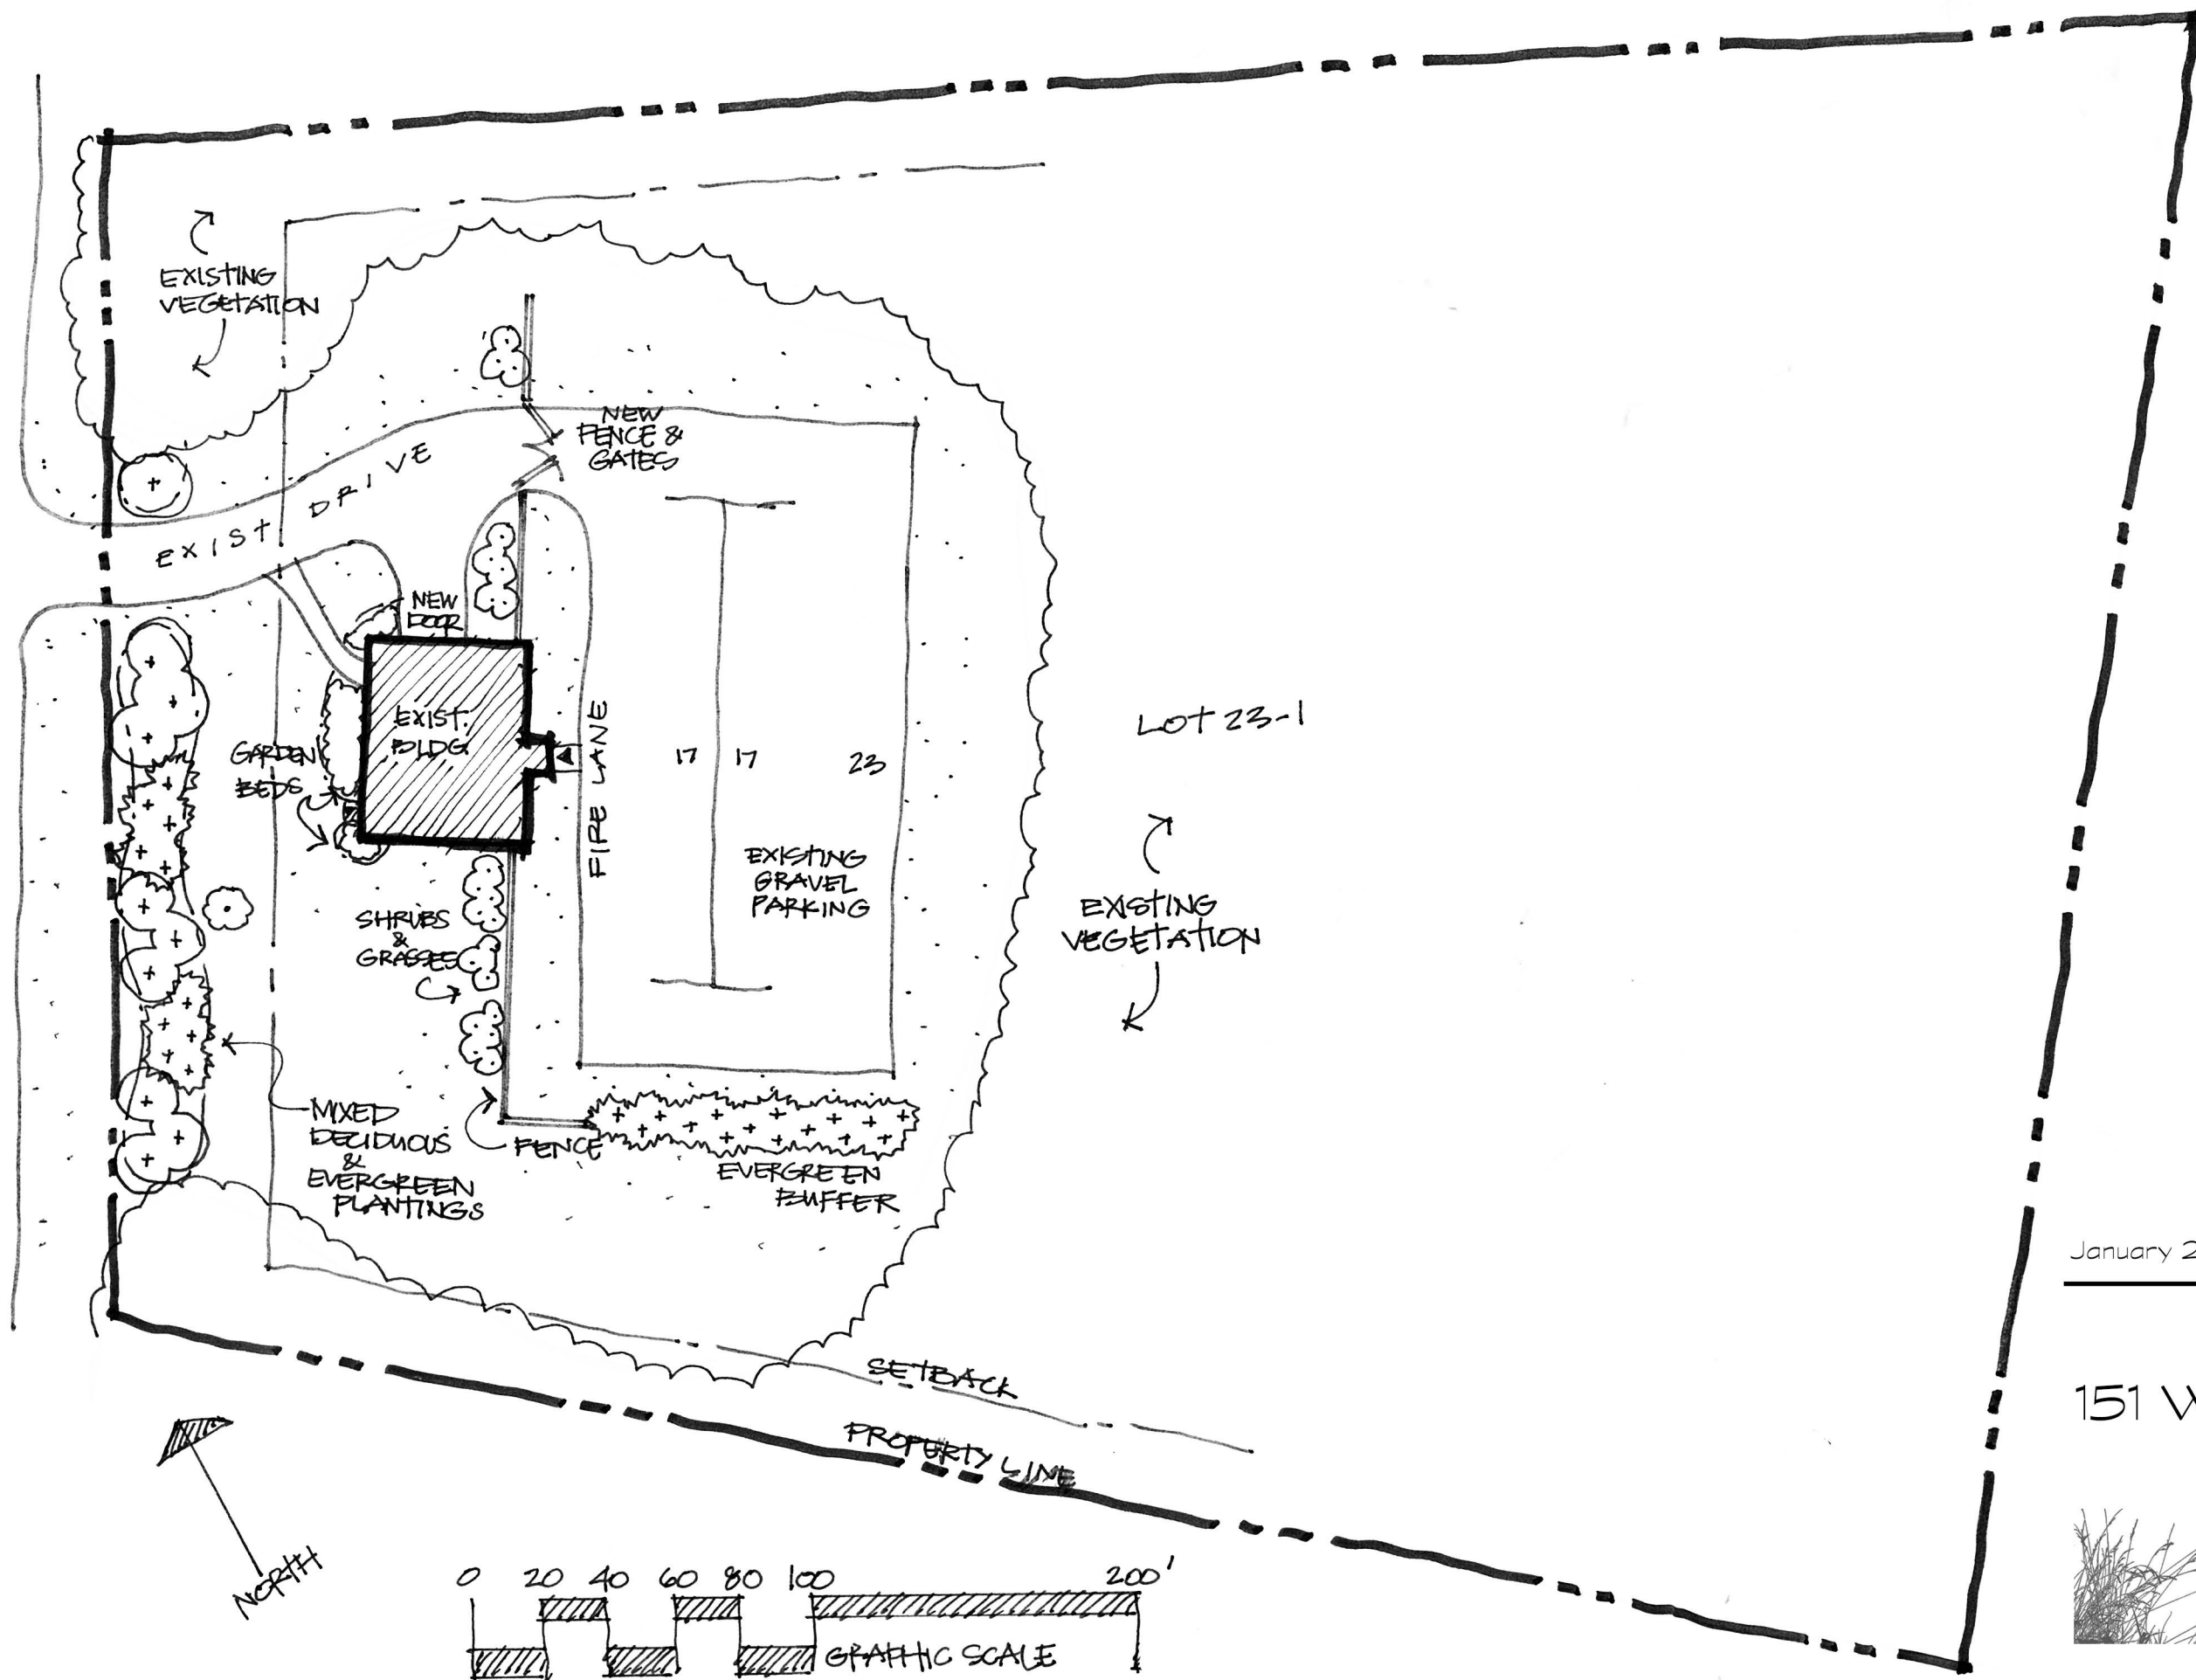 EXISTING
VEGETATION
NEW
FENCE &
GATES
EXIST DRIVE
NEW
DOOR
EXIST.
BLDG
GARDEN
BEDS
FIRE LANE
17
17
23
LOT 23-1
EXISTING
GRAVEL
PARKING
EXISTING
VEGETATION
SHRUBS
&
GRASSES
MIXED
DECIDUOUS
&
EVERGREEN
PLANTINGS
FENCE
EVERGREEN
BUFFER
SETBACK
PROPERTY LINE
NORTH
0 20 40 60 80 100 200'
GRAPHIC SCALE
January 2
151 W